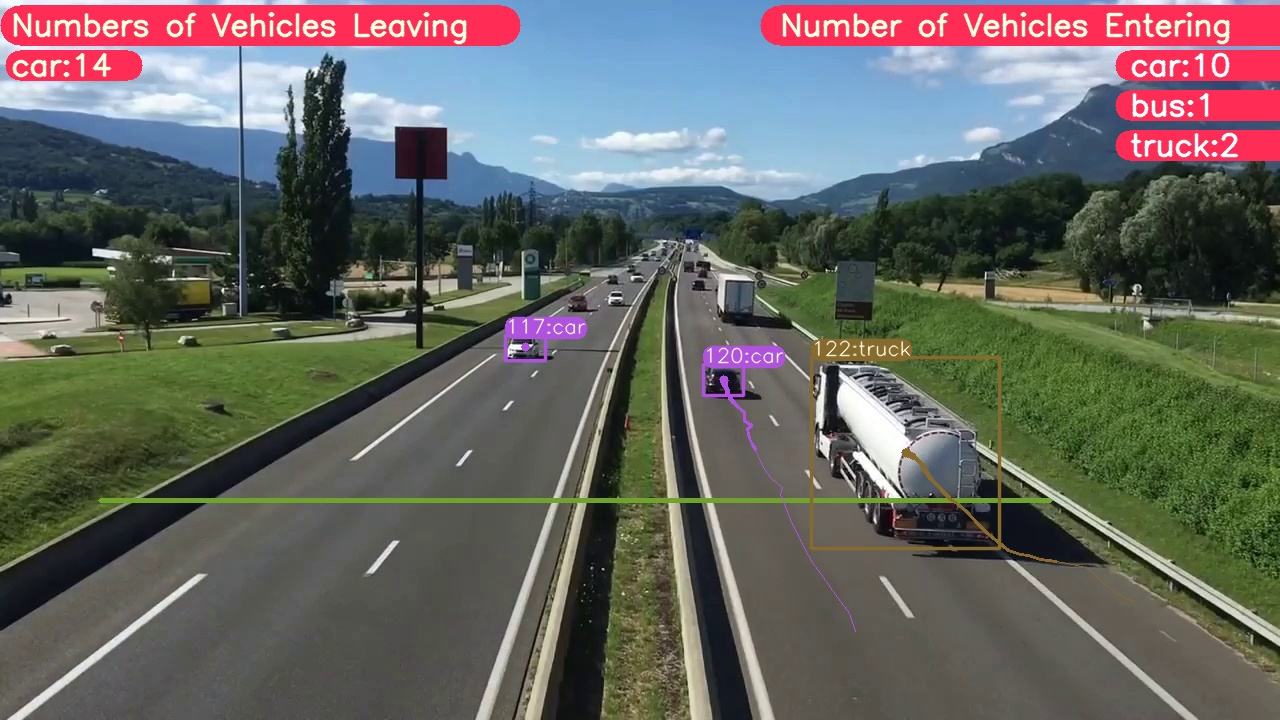 Numbers of Vehicles Leaving
car:14
Number of Vehicles Entering
car:10
bus:1
truck:2
117:car
120:car
122:truck